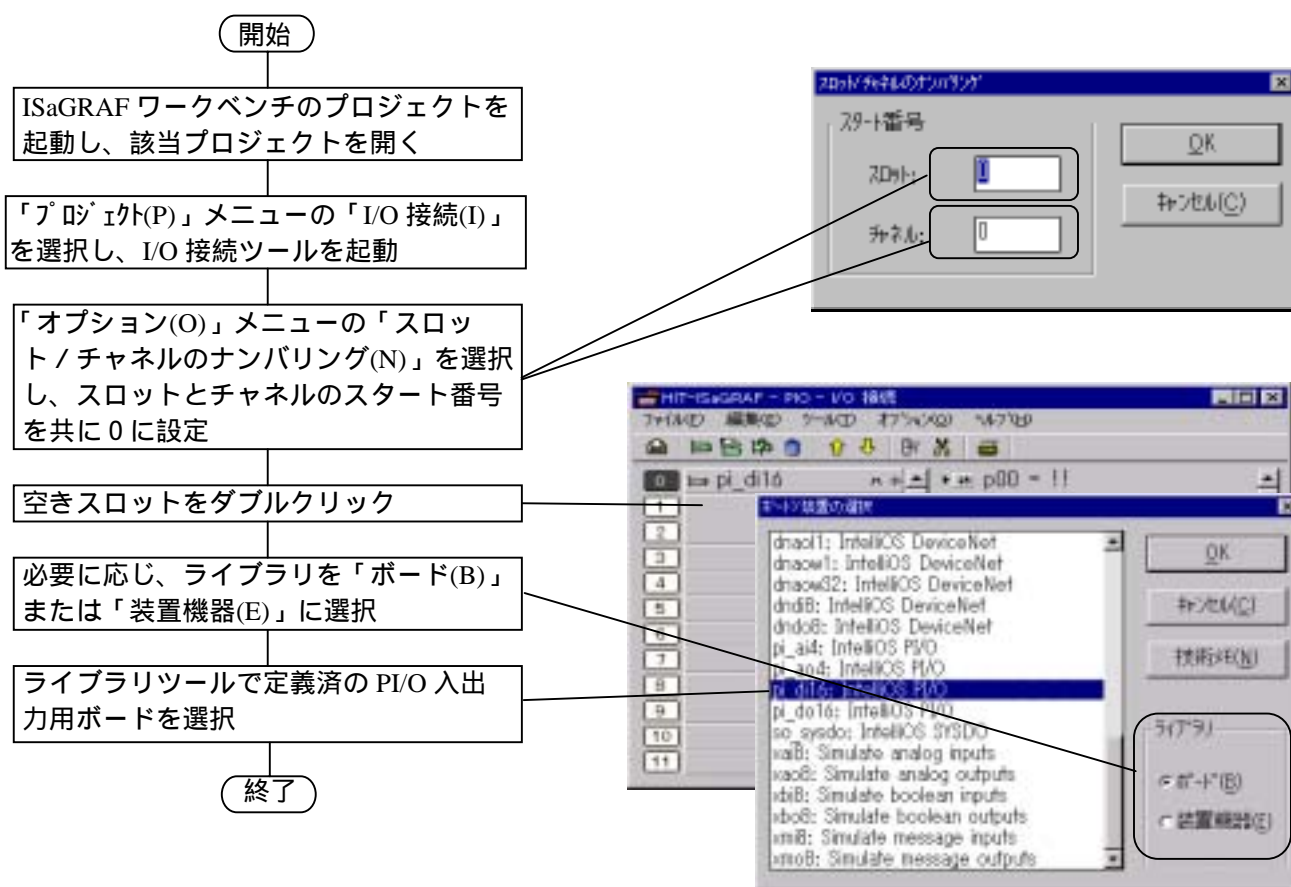 開始
ISaGRAF ワークベンチのプロジェクトを
起動し、該当プロジェクトを開く
「ﾌﾟﾛｼﾞｪｸﾄ(P)」メニューの「I/O 接続(I)」
を選択し、I/O 接続ツールを起動
「オプション(O)」メニューの「スロッ
ト / チャネルのナンバリング(N)」を選択
し、スロットとチャネルのスタート番号
を共に 0 に設定
空きスロットをダブルクリック
必要に応じ、ライブラリを「ボード(B)」
または「装置機器(E)」に選択
ライブラリツールで定義済の PI/O 入出
力用ボードを選択
終了
ｽﾛｯﾄ/ﾁｬﾈﾙのﾅﾝﾊﾞﾘﾝｸﾞ
ｽﾀｰﾄ番号
ｽﾛｯﾄ:
ﾁｬﾈﾙ:
0
OK
ｷｬﾝｾﾙ(C)
HIT-ISaGRAF - PIO - I/O 接続
ﾌｧｲﾙ(F) 編集(E) ﾂｰﾙ(T) ｵﾌﾟｼｮﾝ(O) ﾍﾙﾌﾟ(H)
0 pi_di16
p00 - !!
1
2
3
4
5
6
7
8
9
10
11
ﾎﾞｰﾄﾞ/装置の選択
dnaol1: IntelliOS DeviceNet
dnaow1: IntelliOS DeviceNet
dnaow32: IntelliOS DeviceNet
dndi8: IntelliOS DeviceNet
dndo8: IntelliOS DeviceNet
pi_ai4: IntelliOS PI/O
pi_ao4: IntelliOS PI/O
pi_di16: IntelliOS PI/O
pi_do16: IntelliOS PI/O
so_sysdo: IntelliOS SYSDO
xai8: Simulate analog inputs
xao8: Simulate analog outputs
xbi8: Simulate boolean inputs
xbo8: Simulate boolean outputs
xmi8: Simulate message inputs
xmo8: Simulate message outputs
OK
ｷｬﾝｾﾙ(C)
技術ﾒﾓ(N)
ﾗｲﾌﾞﾗﾘ
ﾎﾞｰﾄﾞ(B)
装置機器(E)